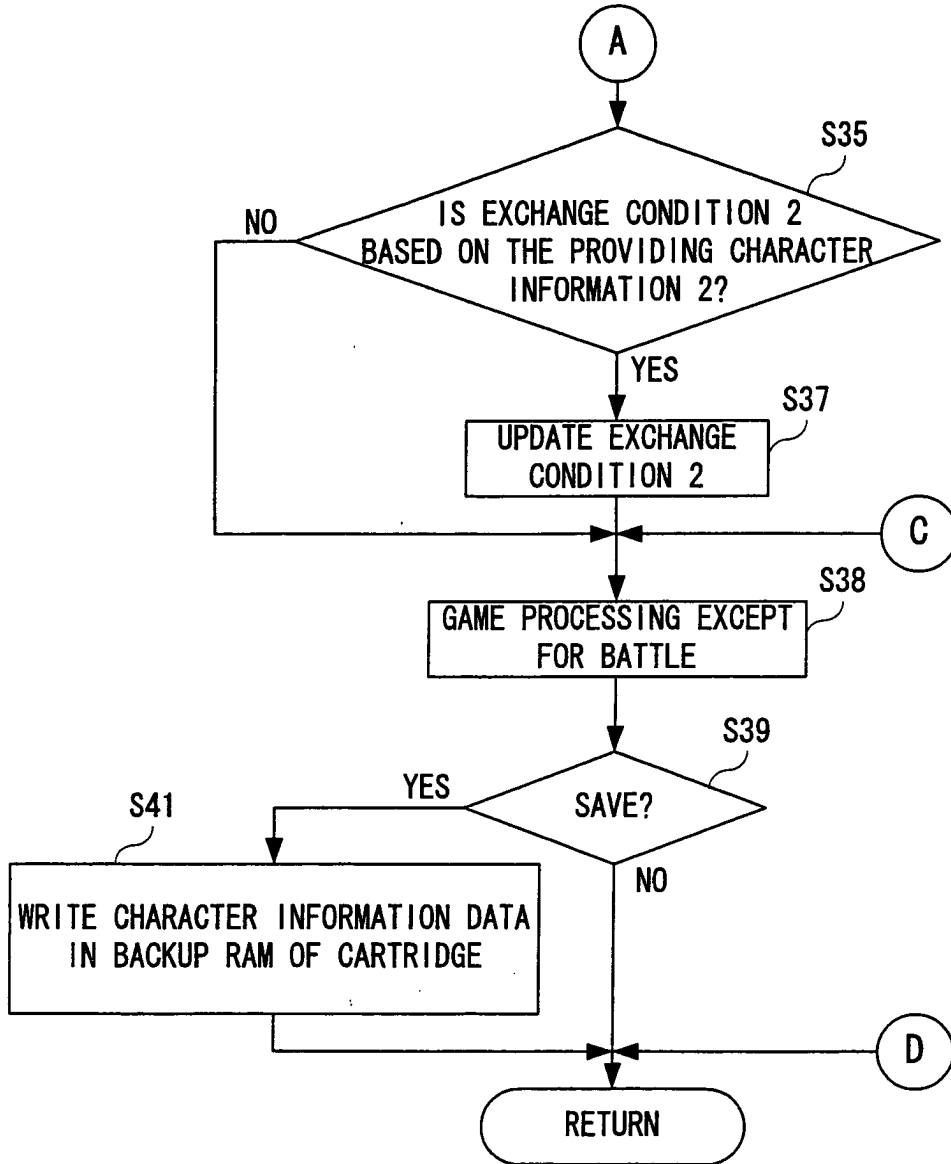 A
S35
NO
IS EXCHANGE CONDITION 2
BASED ON THE PROVIDING CHARACTER
INFORMATION 2?
YES
S37
UPDATE EXCHANGE
CONDITION 2
C
S38
GAME PROCESSING EXCEPT
FOR BATTLE
S39
YES
SAVE?
S41
NO
WRITE CHARACTER INFORMATION DATA
IN BACKUP RAM OF CARTRIDGE
D
RETURN